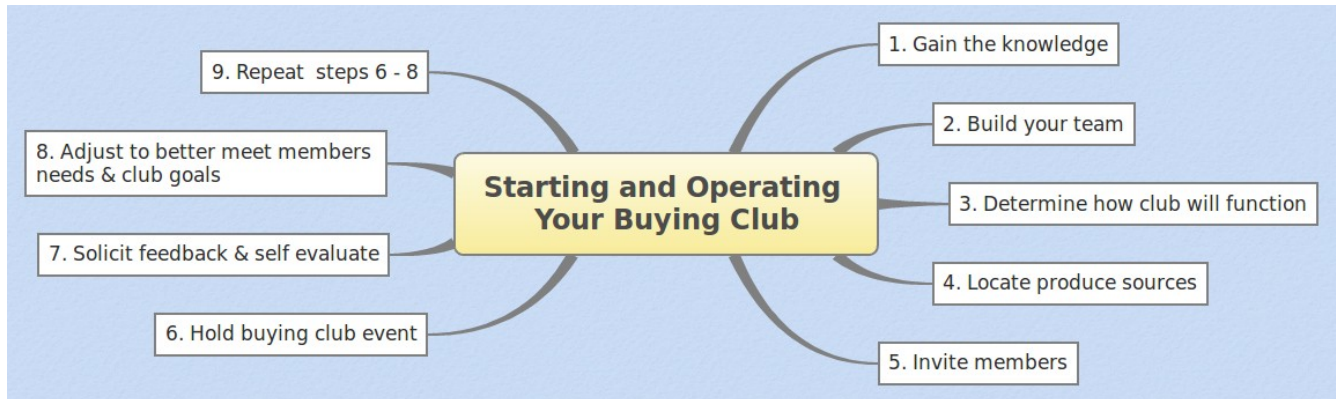 Starting and Operating
Your Buying Club
1. Gain the knowledge
2. Build your team
3. Determine how club will function
4. Locate produce sources
5. Invite members
6. Hold buying club event
7. Solicit feedback & self evaluate
8. Adjust to better meet members
needs & club goals
9. Repeat  steps 6 - 8